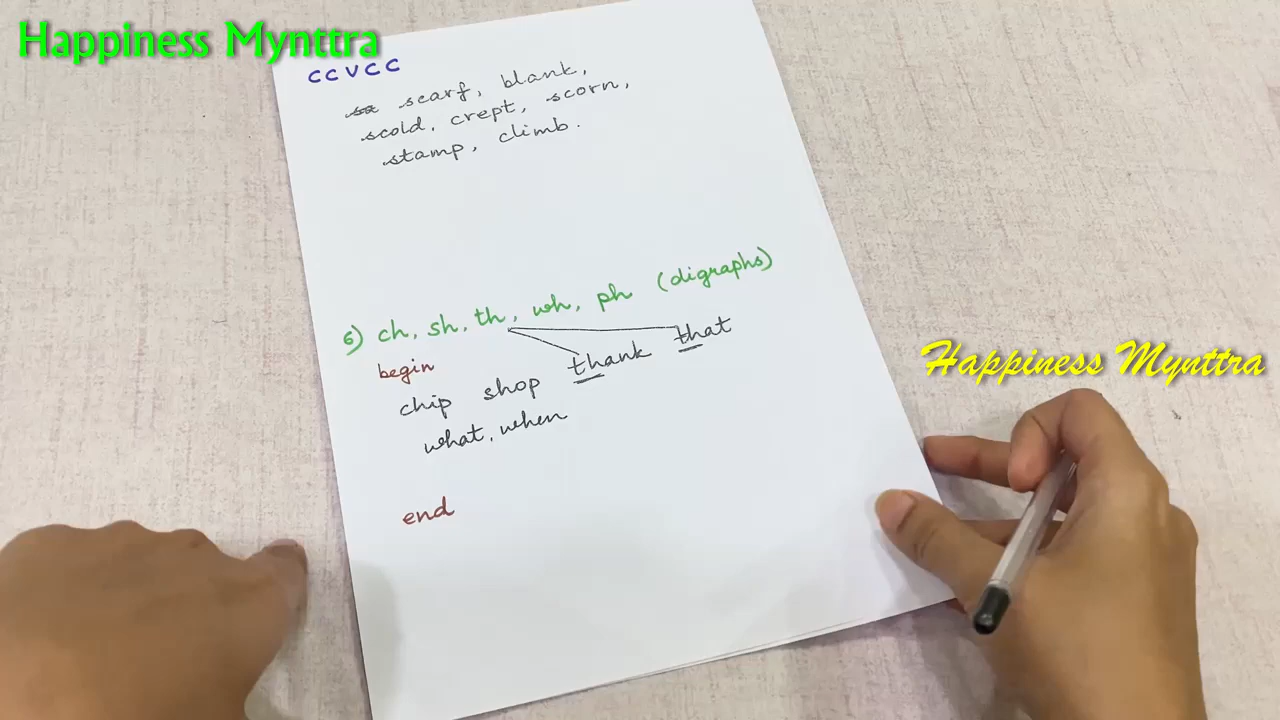 Happiness Mynttra
CCVCC
scarf, blank,
scold, crept, scorn,
stamp, climb.
6) ch, sh, th, wh, ph (digraphs)
begin
chip shop thank that
what, when
end
Happiness Mynttra